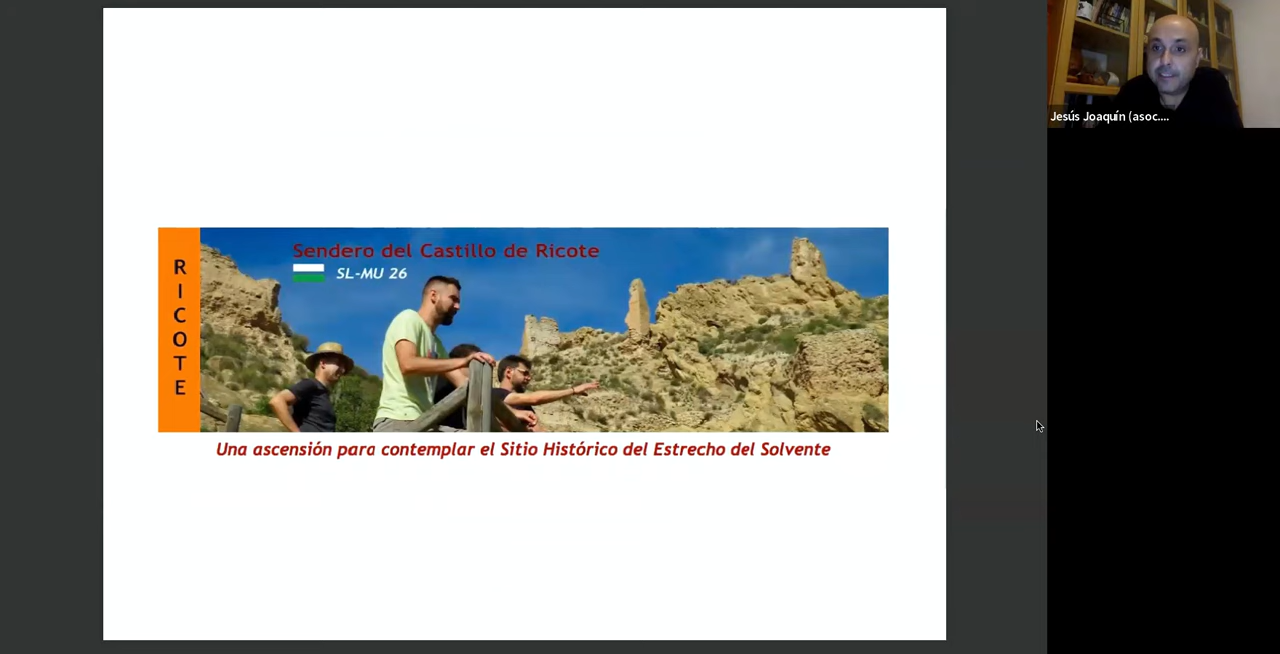 RICOTE
Sendero del Castillo de Ricote
SL-MU 26
Una ascensión para contemplar el Sitio Histórico del Estrecho del Solvente
Jesús Joaquín (asoc....